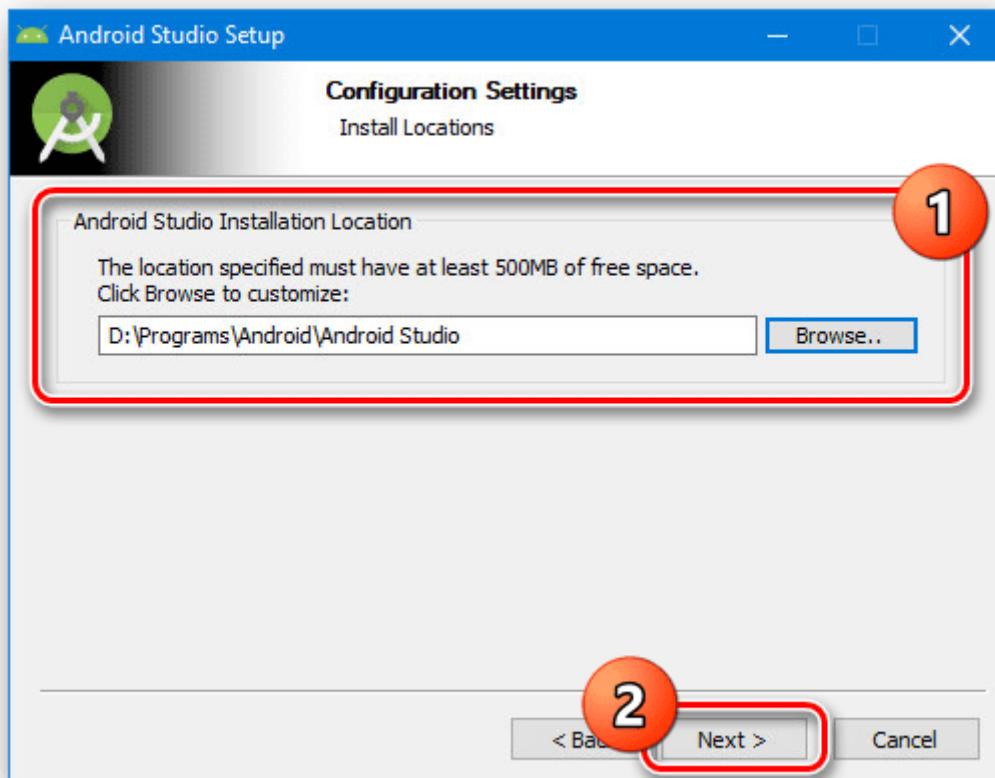 Android Studio Setup
Configuration Settings
Install Locations
1
Android Studio Installation Location
The location specified must have at least 500MB of free space.
Click Browse to customize:
D:\Programs\Android\Android Studio
Browse..
2
< Bac
Next >
Cancel